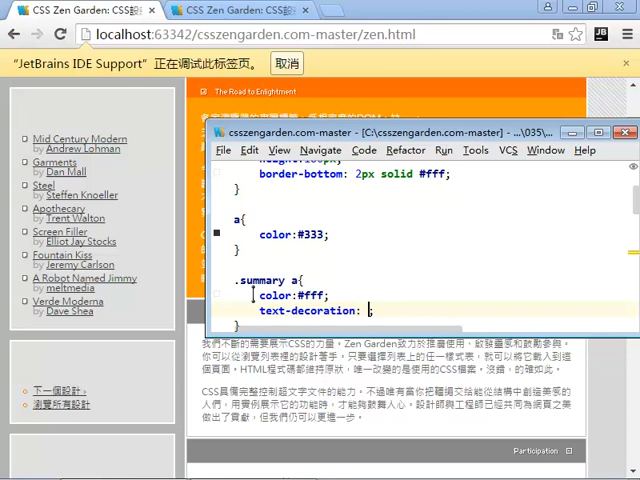 CSS Zen Garden: CSS設
CSS Zen Garden: CSS設
localhost:63342/csszengarden.com-master/zen.html
“JetBrains IDE Support”正在调试此标签页。 取消
The Road to Enlightment
csszengarden.com-master - [C:\csszengarden.com-master] - ...\035\...
File Edit View Navigate Code Refactor Run Tools VCS Window Help
border-bottom: 2px solid #fff;
}
a{
color:#333;
}
.summary a{
color:#fff;
text-decoration: ;
}
Mid Century Modern
by Andrew Lohman
Garments
by Dan Mall
Steel
by Steffen Knoeller
Apothecary
by Trent Walton
Screen Filler
by Elliot Jay Stocks
Fountain Kiss
by Jeremy Carlson
A Robot Named Jimmy
by meltmedia
Verde Moderna
by Dave Shea
下一個設計 ›
瀏覽所有設計
我們不斷的需要展示CSS的力量。Zen Garden致力於推廣使用，啟發靈感和鼓勵參與。
你可以從瀏覽列表裡的設計著手。只要選擇列表上的任一樣式表，就可以將它載入到這
個頁面。HTML程式碼都維持原狀，唯一改變的是使用的CSS檔案。沒錯，的確如此。
CSS具備完整控制超文字文件的能力。不過唯有當你把韁繩交給能從結構中創造美感的
人們，用實例展示它的功能時，才能夠鼓舞人心。設計師與工程師已經共同為網頁之美
做出了貢獻，但我們仍可以更進一步。
Participation